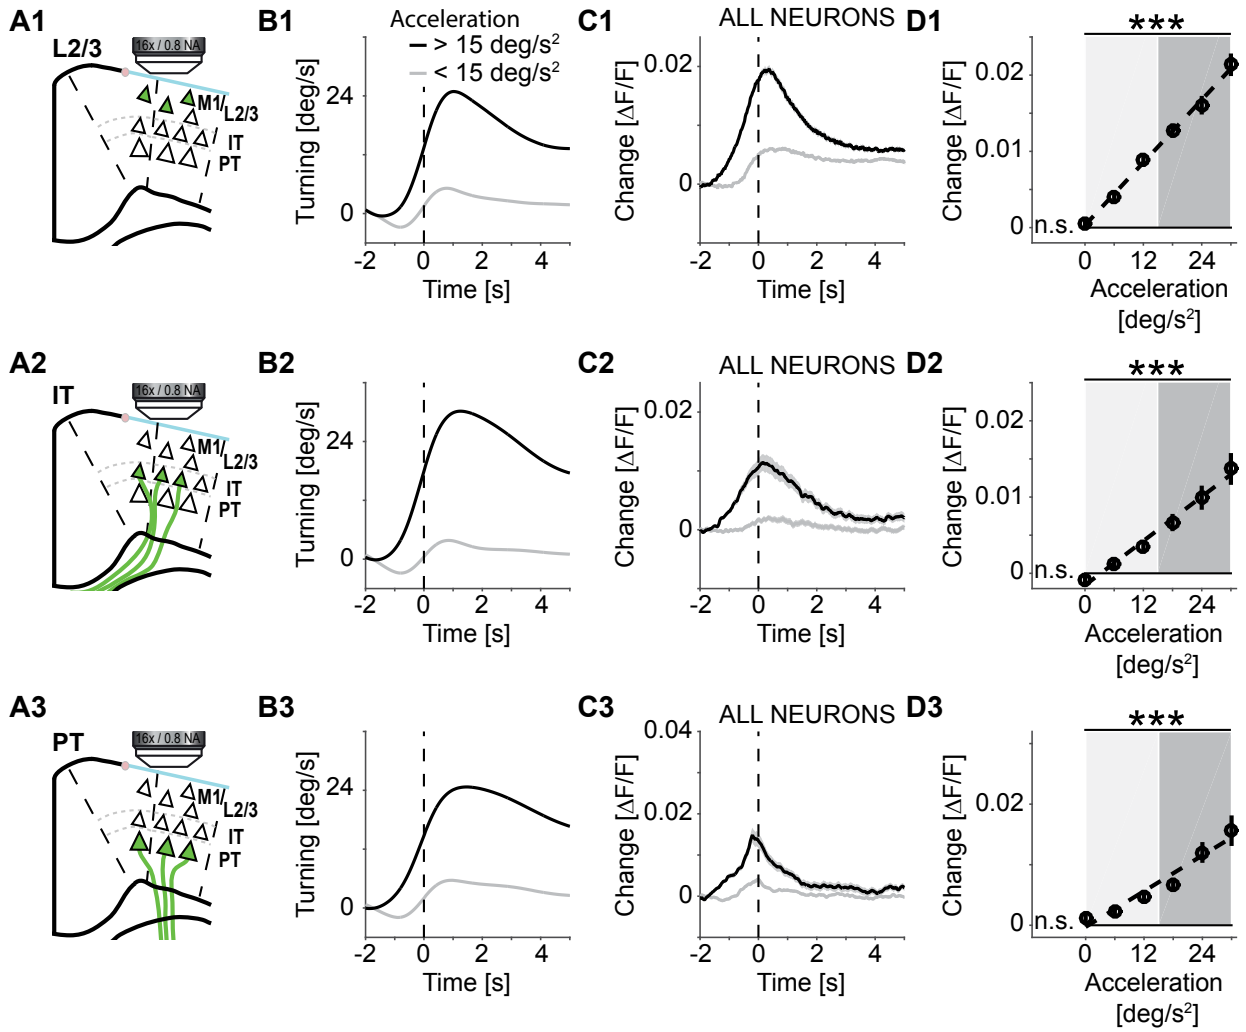 A1
L2/3
16x / 0.8 NA
M1/
L2/3
IT
PT
B1
Acceleration
> 15 deg/s²
< 15 deg/s²
Turning [deg/s]
24
0
-2 0 2 4
Time [s]
C1
ALL NEURONS
Change [ΔF/F]
0.02
0
-2 0 2 4
Time [s]
D1
***
Change [ΔF/F]
0.02
0.01
0
n.s.
0 12 24
Acceleration
[deg/s²]
A2
IT
16x / 0.8 NA
M1/
L2/3
IT
PT
B2
Turning [deg/s]
24
0
-2 0 2 4
Time [s]
C2
ALL NEURONS
Change [ΔF/F]
0.02
0
-2 0 2 4
Time [s]
D2
***
Change [ΔF/F]
0.02
0.01
0
n.s.
0 12 24
Acceleration
[deg/s²]
A3
PT
16x / 0.8 NA
M1/
L2/3
IT
PT
B3
Turning [deg/s]
24
0
-2 0 2 4
Time [s]
C3
ALL NEURONS
Change [ΔF/F]
0.04
0.02
0
-2 0 2 4
Time [s]
D3
***
Change [ΔF/F]
0.02
0
n.s.
0 12 24
Acceleration
[deg/s²]